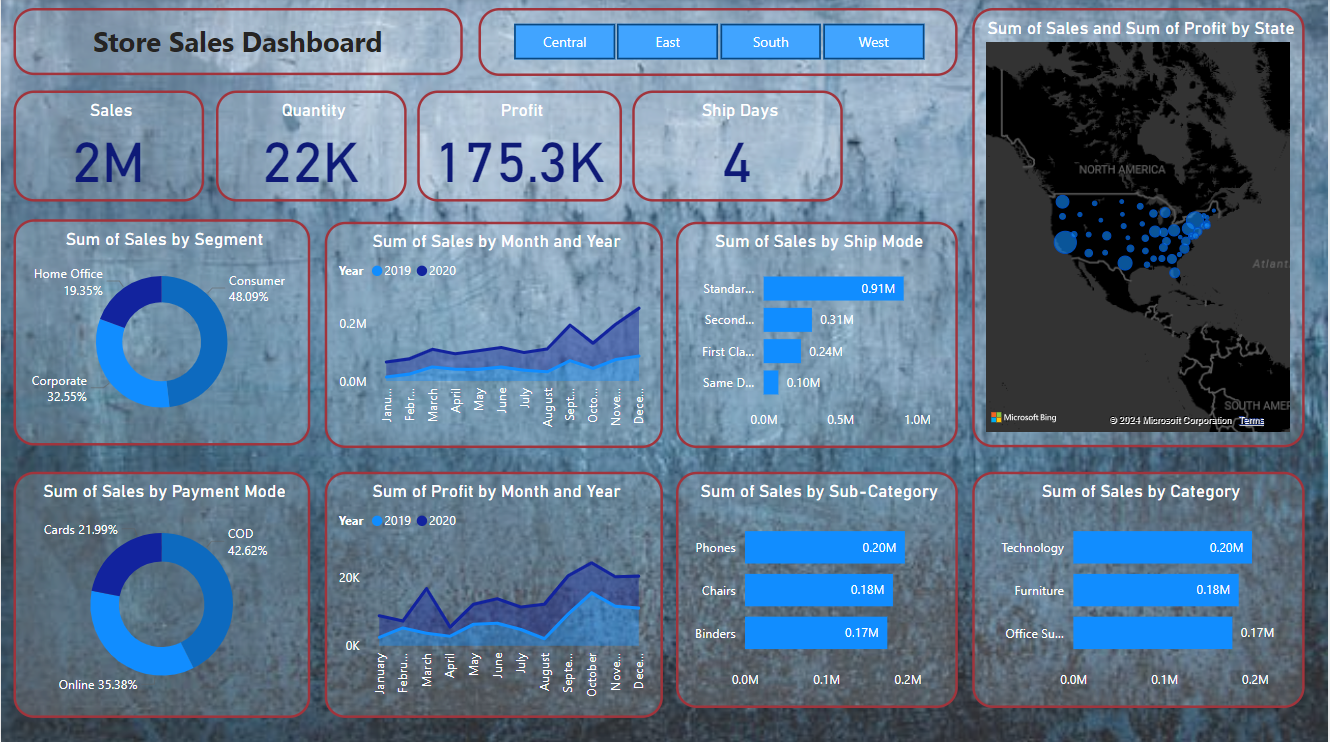 Store Sales Dashboard
Central
East
South
West
Sales
2M
Quantity
22K
Profit
175.3K
Ship Days
4
Sum of Sales and Sum of Profit by State
NORTH AMERICA
Atlant
SOUTH AMER
Microsoft Bing
© 2024 Microsoft Corporation Terms
Sum of Sales by Segment
Home Office
19.35%
Consumer
48.09%
Corporate
32.55%
Sum of Sales by Month and Year
Year 2019 2020
0.2M
0.0M
Janu...
Febr...
March
April
May
June
July
August
Sept...
Octo...
Nove...
Dece...
Sum of Sales by Ship Mode
Standar... 0.91M
Second... 0.31M
First Cla... 0.24M
Same D... 0.10M
0.0M 0.5M 1.0M
Sum of Sales by Payment Mode
Cards 21.99%
COD
42.62%
Online 35.38%
Sum of Profit by Month and Year
Year 2019 2020
20K
0K
January
Febru...
March
April
May
June
July
August
Septe...
October
Nove...
Dece...
Sum of Sales by Sub-Category
Phones 0.20M
Chairs 0.18M
Binders 0.17M
0.0M 0.1M 0.2M
Sum of Sales by Category
Technology 0.20M
Furniture 0.18M
Office Su... 0.17M
0.0M 0.1M 0.2M